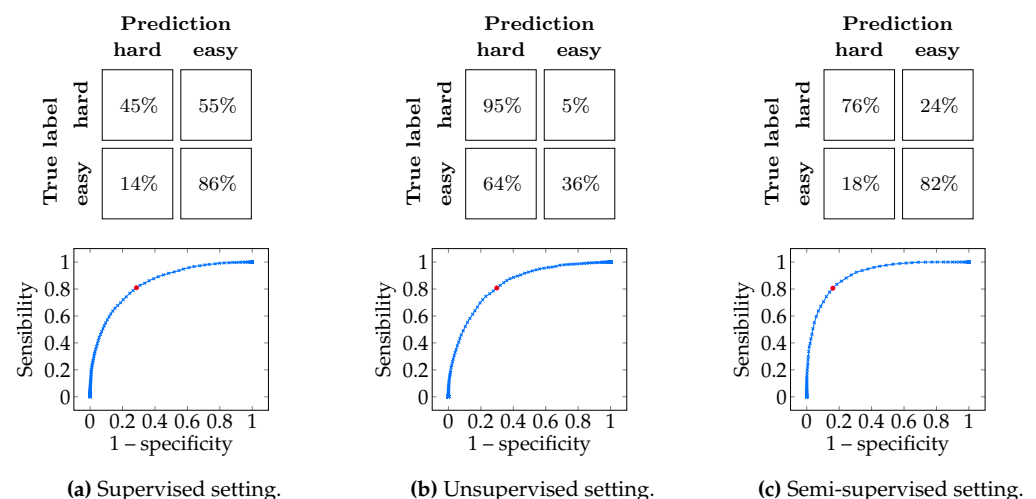 Prediction
hard easy
True label
hard
easy
45% 55%
14% 86%
1
0.8
0.6
0.4
0.2
0
Sensibility
0 0.2 0.4 0.6 0.8 1
1 – specificity
(a) Supervised setting.
Prediction
hard easy
True label
hard
easy
95% 5%
64% 36%
1
0.8
0.6
0.4
0.2
0
Sensibility
0 0.2 0.4 0.6 0.8 1
1 – specificity
(b) Unsupervised setting.
Prediction
hard easy
True label
hard
easy
76% 24%
18% 82%
1
0.8
0.6
0.4
0.2
0
Sensibility
0 0.2 0.4 0.6 0.8 1
1 – specificity
(c) Semi-supervised setting.